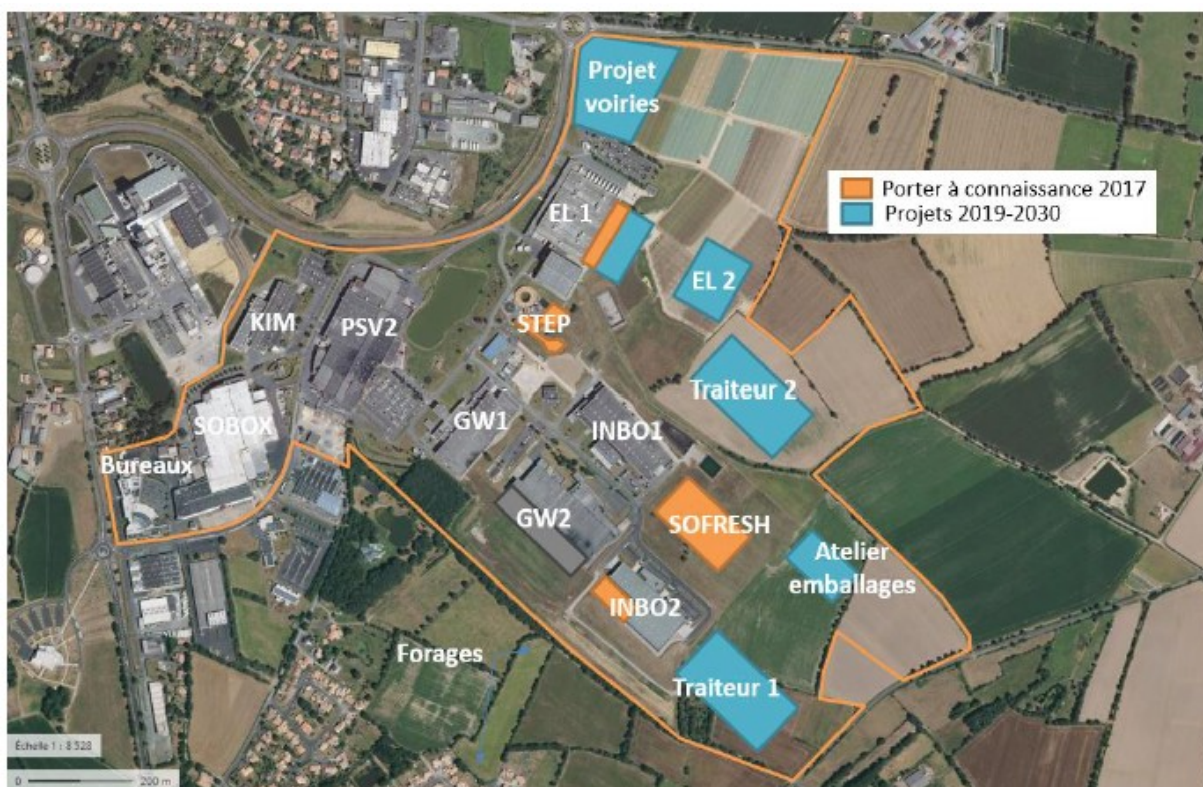 Projet
voiries
Porter à connaissance 2017
Projets 2019-2030
EL 1
EL 2
STEP
KIM
PSV2
Traiteur 2
SOBOX
GW1
INBO1
Bureaux
GW2
SOFRESH
Atelier
emballages
INBO2
Forages
Traiteur 1
Échelle 1 : 8 528
0 200 m